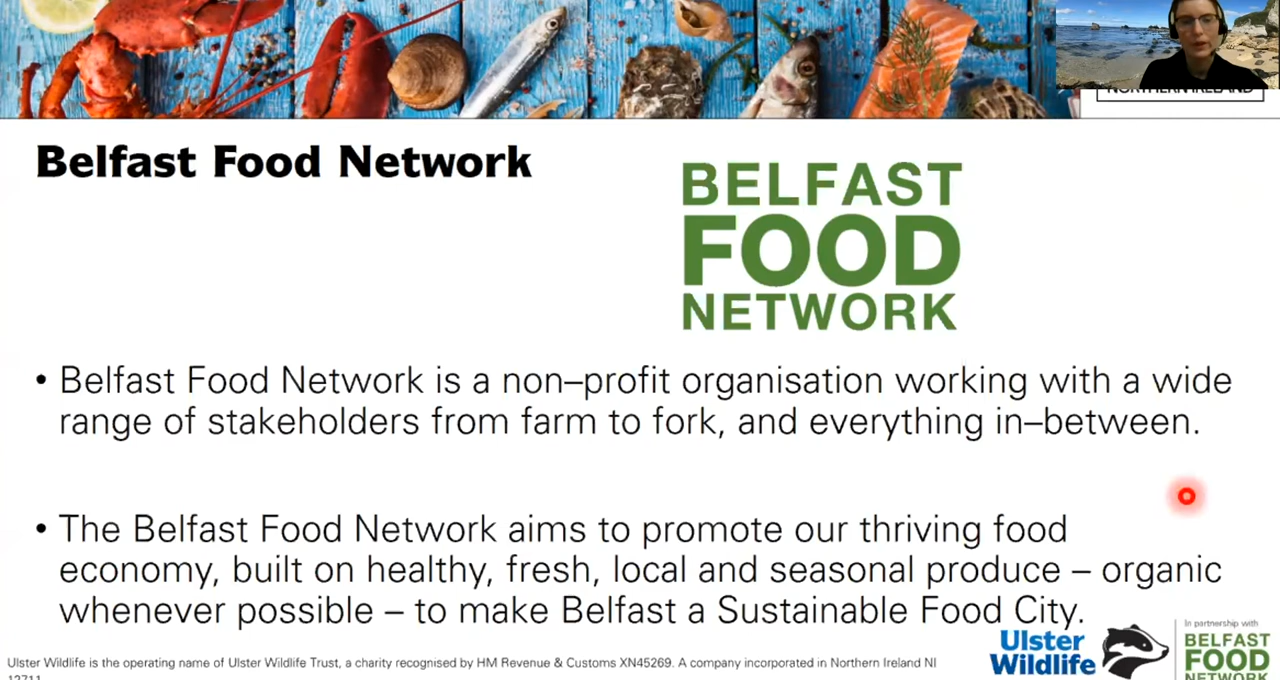 NORTHERN IRELAND
Belfast Food Network
BELFAST
FOOD
NETWORK
• Belfast Food Network is a non–profit organisation working with a wide
range of stakeholders from farm to fork, and everything in–between.
• The Belfast Food Network aims to promote our thriving food
economy, built on healthy, fresh, local and seasonal produce – organic
whenever possible – to make Belfast a Sustainable Food City.
Ulster
Wildlife
In partnership with
BELFAST
FOOD
NETWORK
Ulster Wildlife is the operating name of Ulster Wildlife Trust, a charity recognised by HM Revenue & Customs XN45269. A company incorporated in Northern Ireland NI
12711